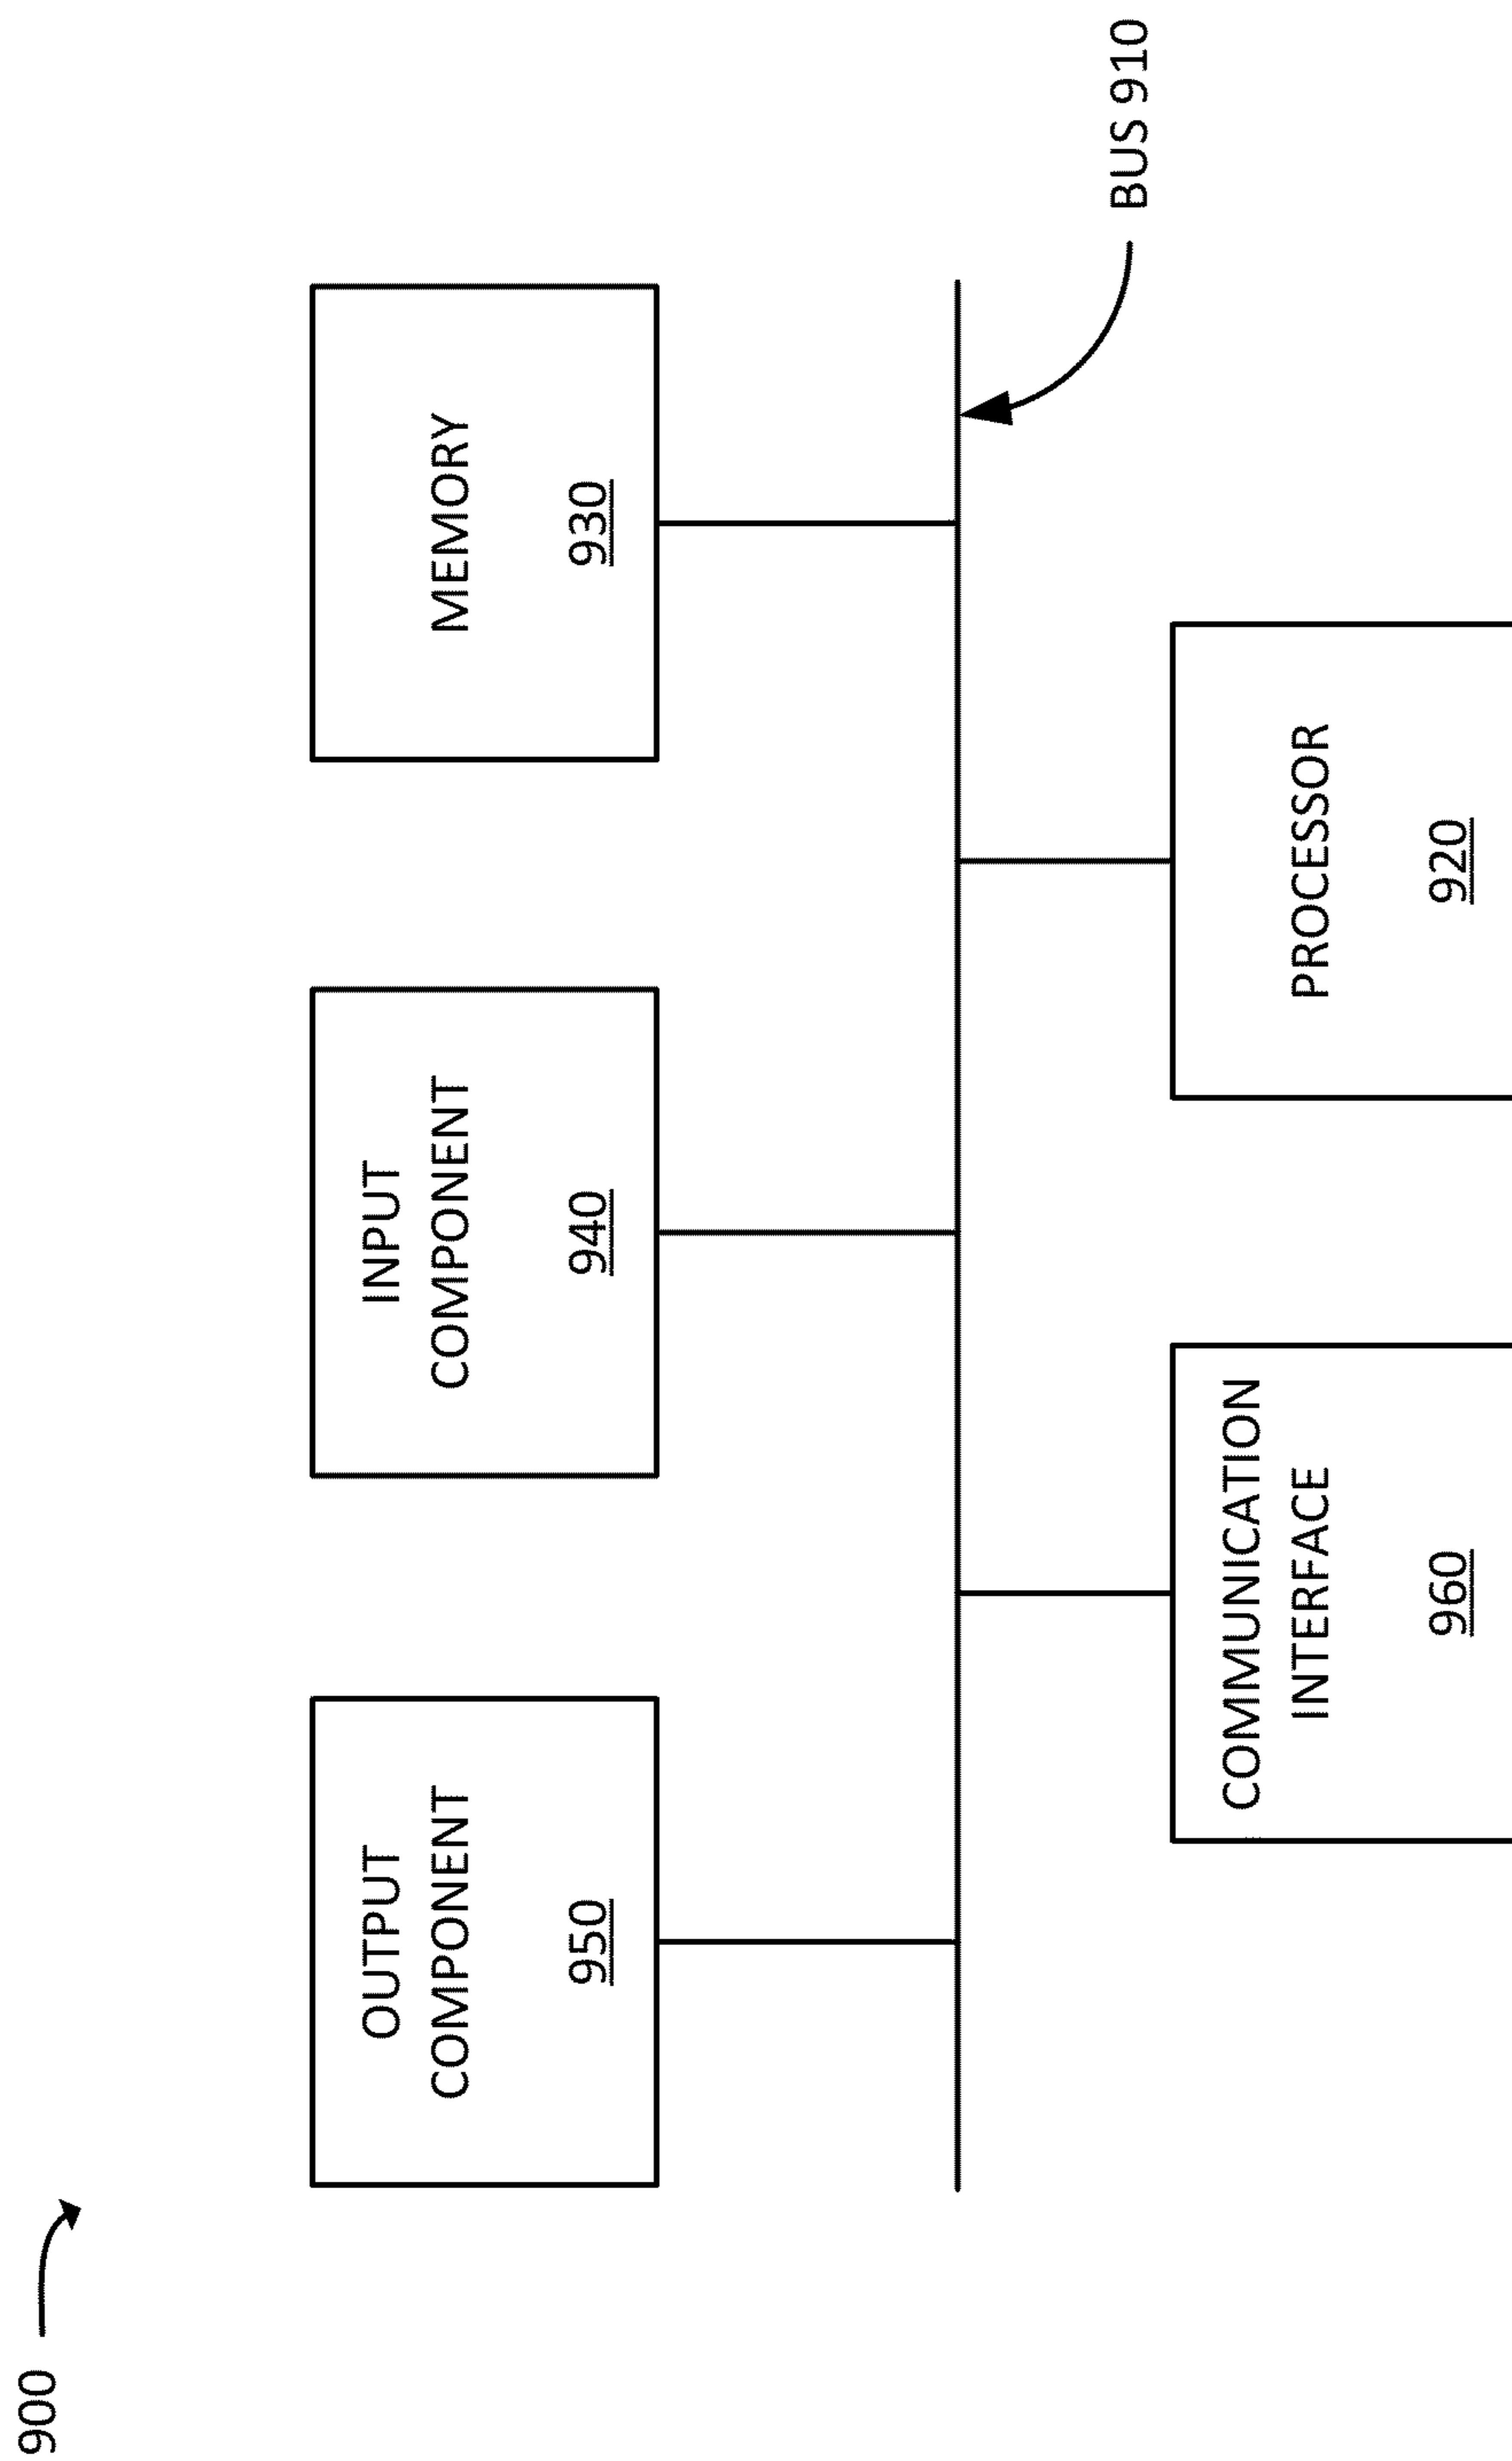 900
OUTPUT
COMPONENT
950
INPUT
COMPONENT
940
MEMORY
930
BUS 910
COMMUNICATION
INTERFACE
960
PROCESSOR
920